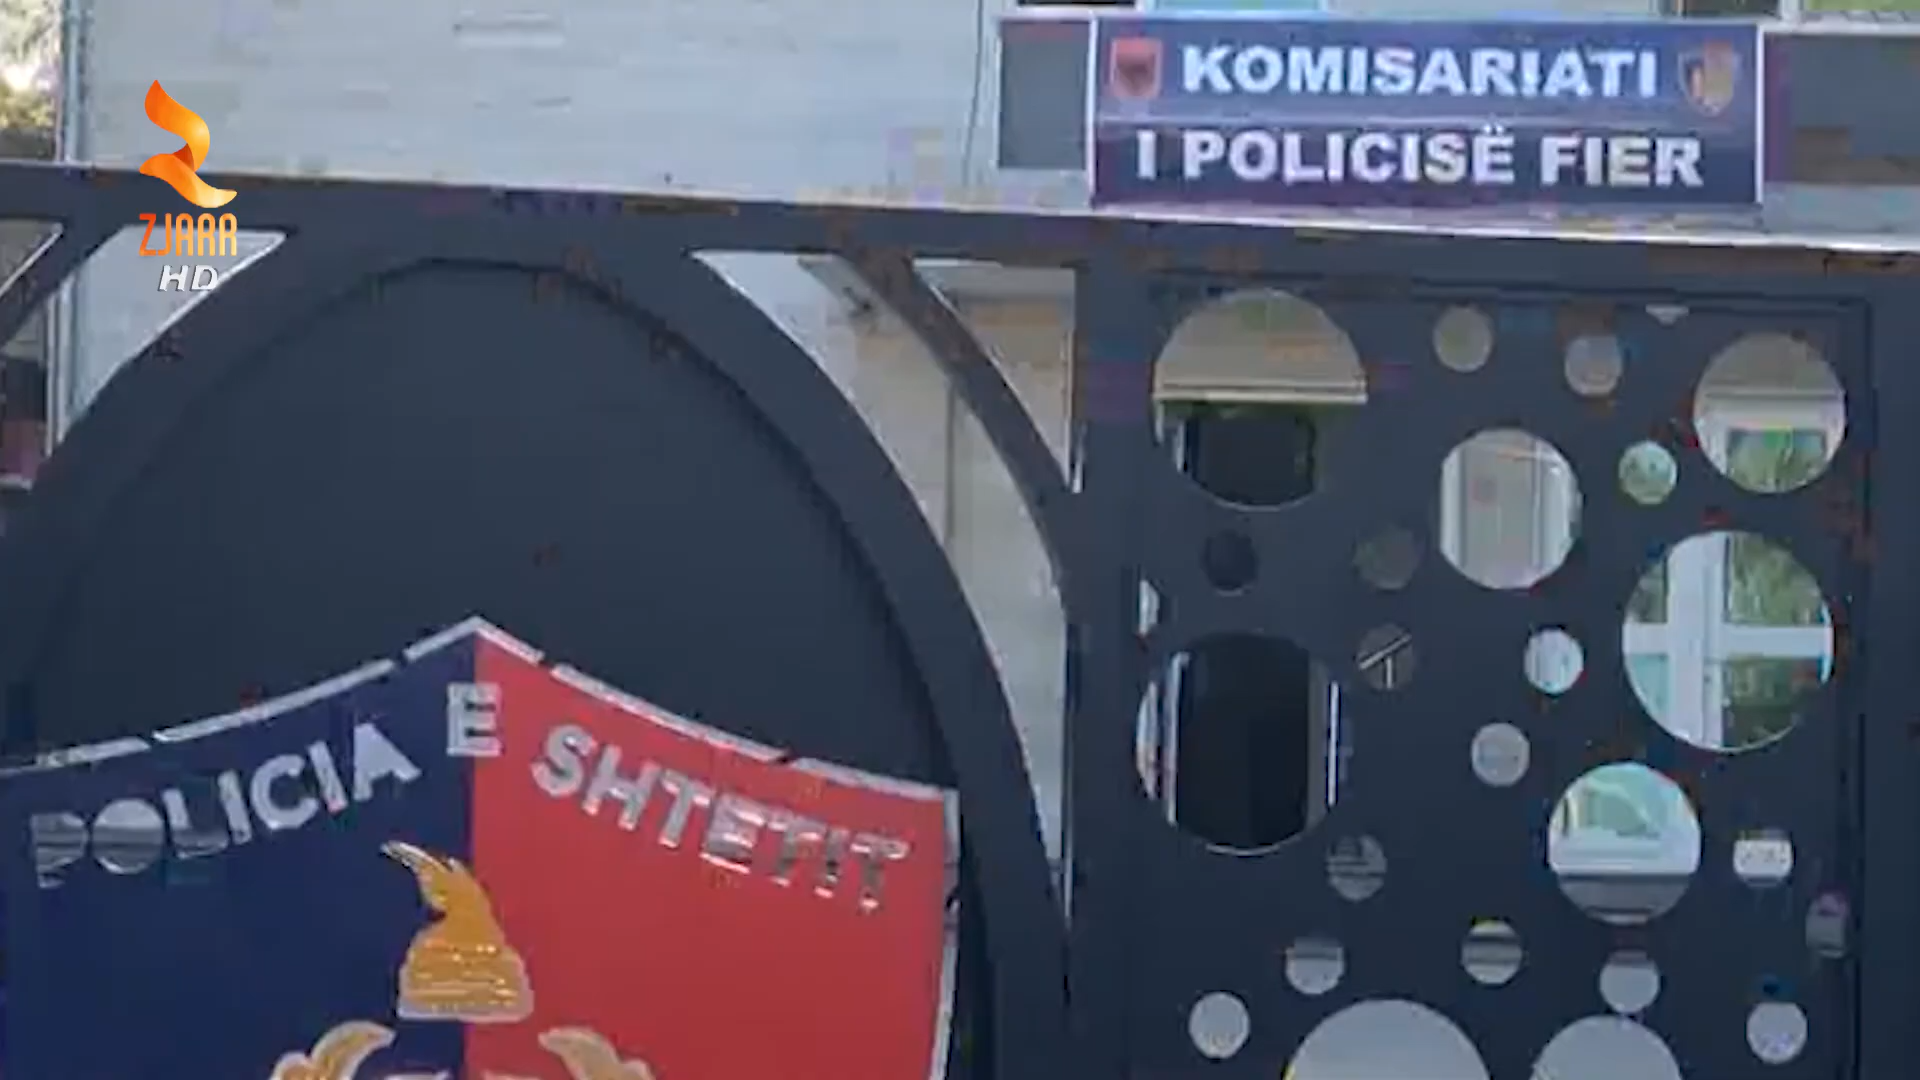 KOMISARIATI
I POLICISË FIER
ZJARR
HD
POLICIA E SHTETIT